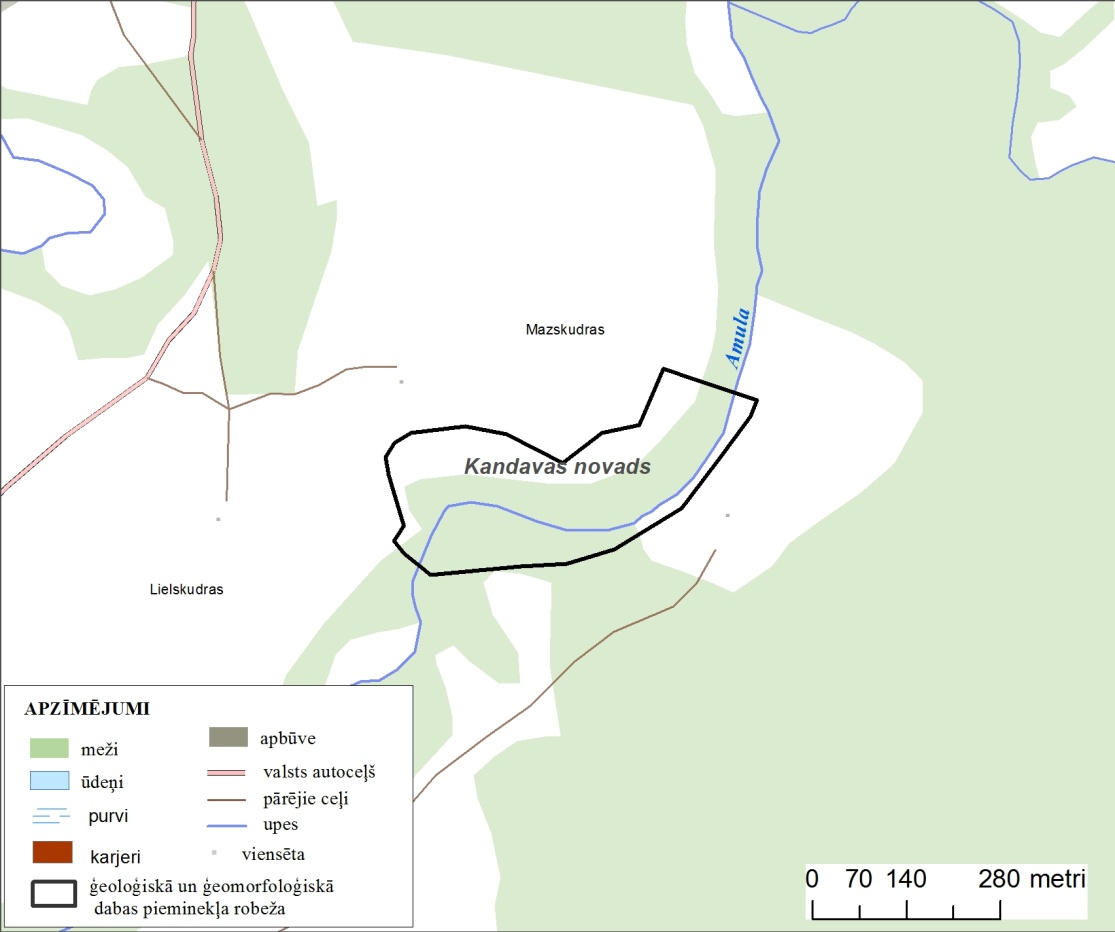 Mazskudras
Amula
Kandavas novads
Lielskudras
APZĪMĒJUMI
meži
ūdeņi
purvi
karjeri
ģeoloģiskā un ģeomorfoloģiskā
dabas pieminekļa robeža
apbūve
valsts autoceļš
pārējie ceļi
upes
viensēta
0 70 140 280 metri